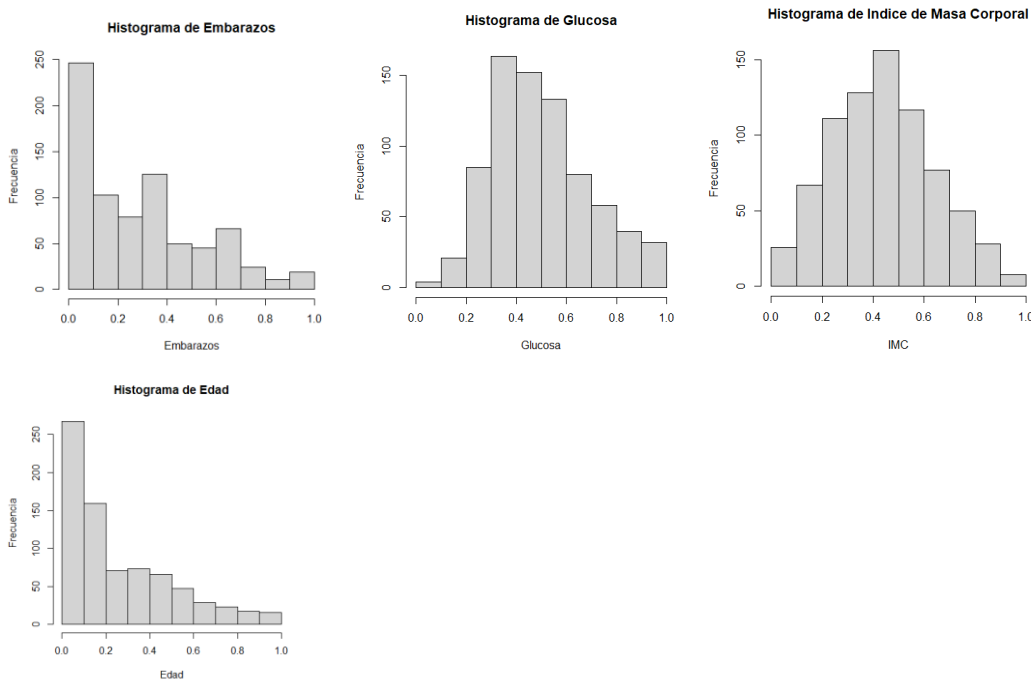 Histograma de Embarazos
Frecuencia
250
200
150
100
50
0
0.0 0.2 0.4 0.6 0.8 1.0
Embarazos
Histograma de Glucosa
Frecuencia
150
100
50
0
0.0 0.2 0.4 0.6 0.8 1.0
Glucosa
Histograma de Indice de Masa Corporal
Frecuencia
150
100
50
0
0.0 0.2 0.4 0.6 0.8 1.0
IMC
Histograma de Edad
Frecuencia
250
200
150
100
50
0
0.0 0.2 0.4 0.6 0.8 1.0
Edad